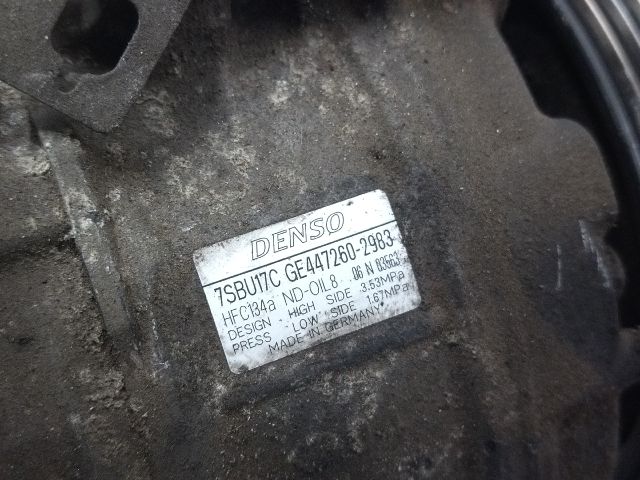 DENSO
7SBU17C GE447260-2983
HFC134a ND-OIL8 06 N 03563
DESIGN HIGH SIDE 3.53MPa
PRESS. LOW SIDE 1.67MPa
MADE IN GERMANY